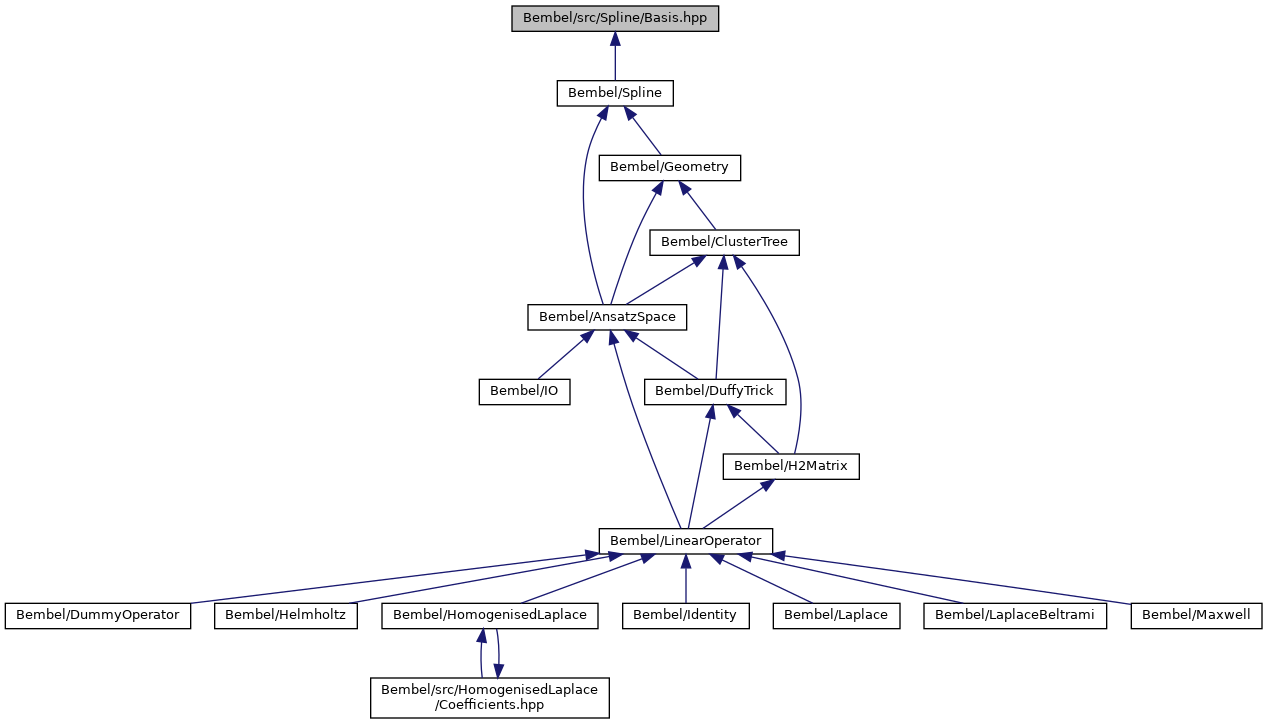 Bembel/src/Spline/Basis.hpp
Bembel/Spline
Bembel/Geometry
Bembel/ClusterTree
Bembel/AnsatzSpace
Bembel/IO
Bembel/DuffyTrick
Bembel/H2Matrix
Bembel/LinearOperator
Bembel/DummyOperator
Bembel/Helmholtz
Bembel/HomogenisedLaplace
Bembel/Identity
Bembel/Laplace
Bembel/LaplaceBeltrami
Bembel/Maxwell
Bembel/src/HomogenisedLaplace
/Coefficients.hpp